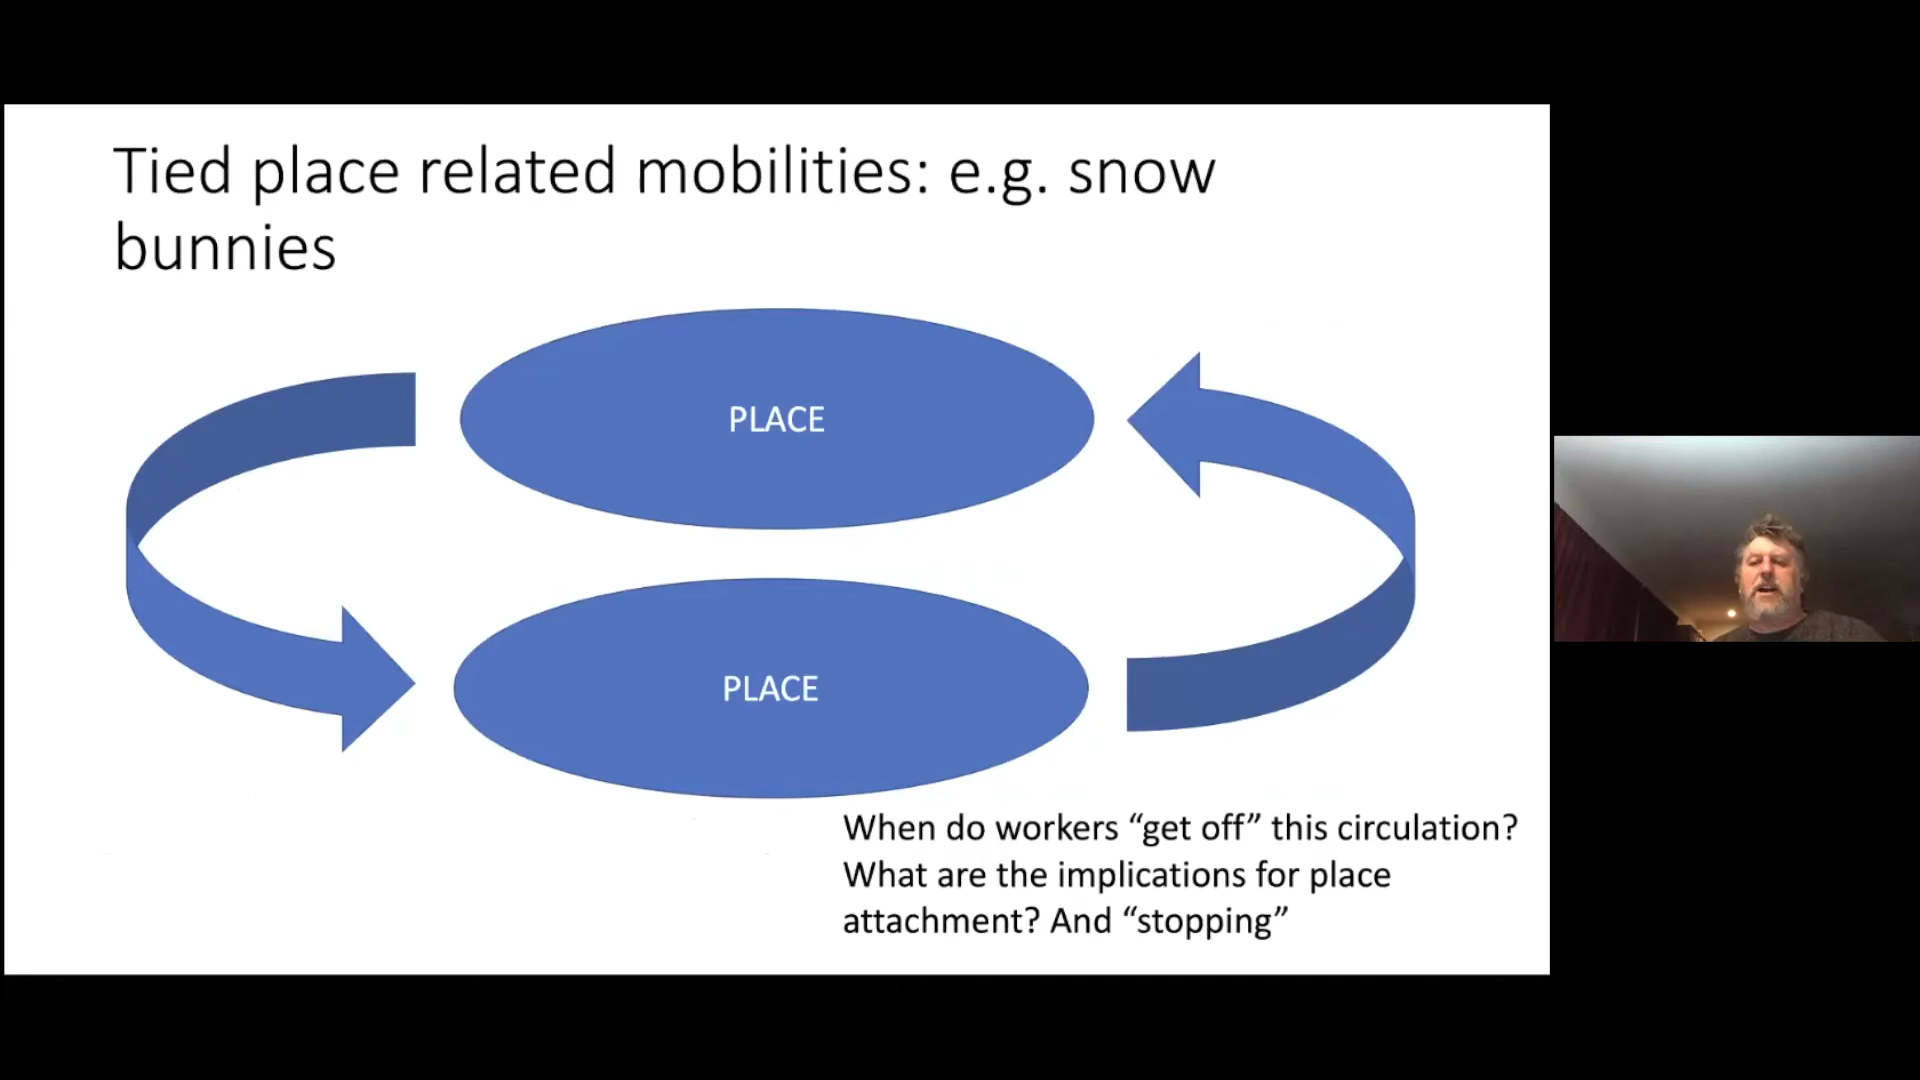 Tied place related mobilities: e.g. snow
bunnies
PLACE
PLACE
When do workers “get off” this circulation?
What are the implications for place
attachment? And “stopping”